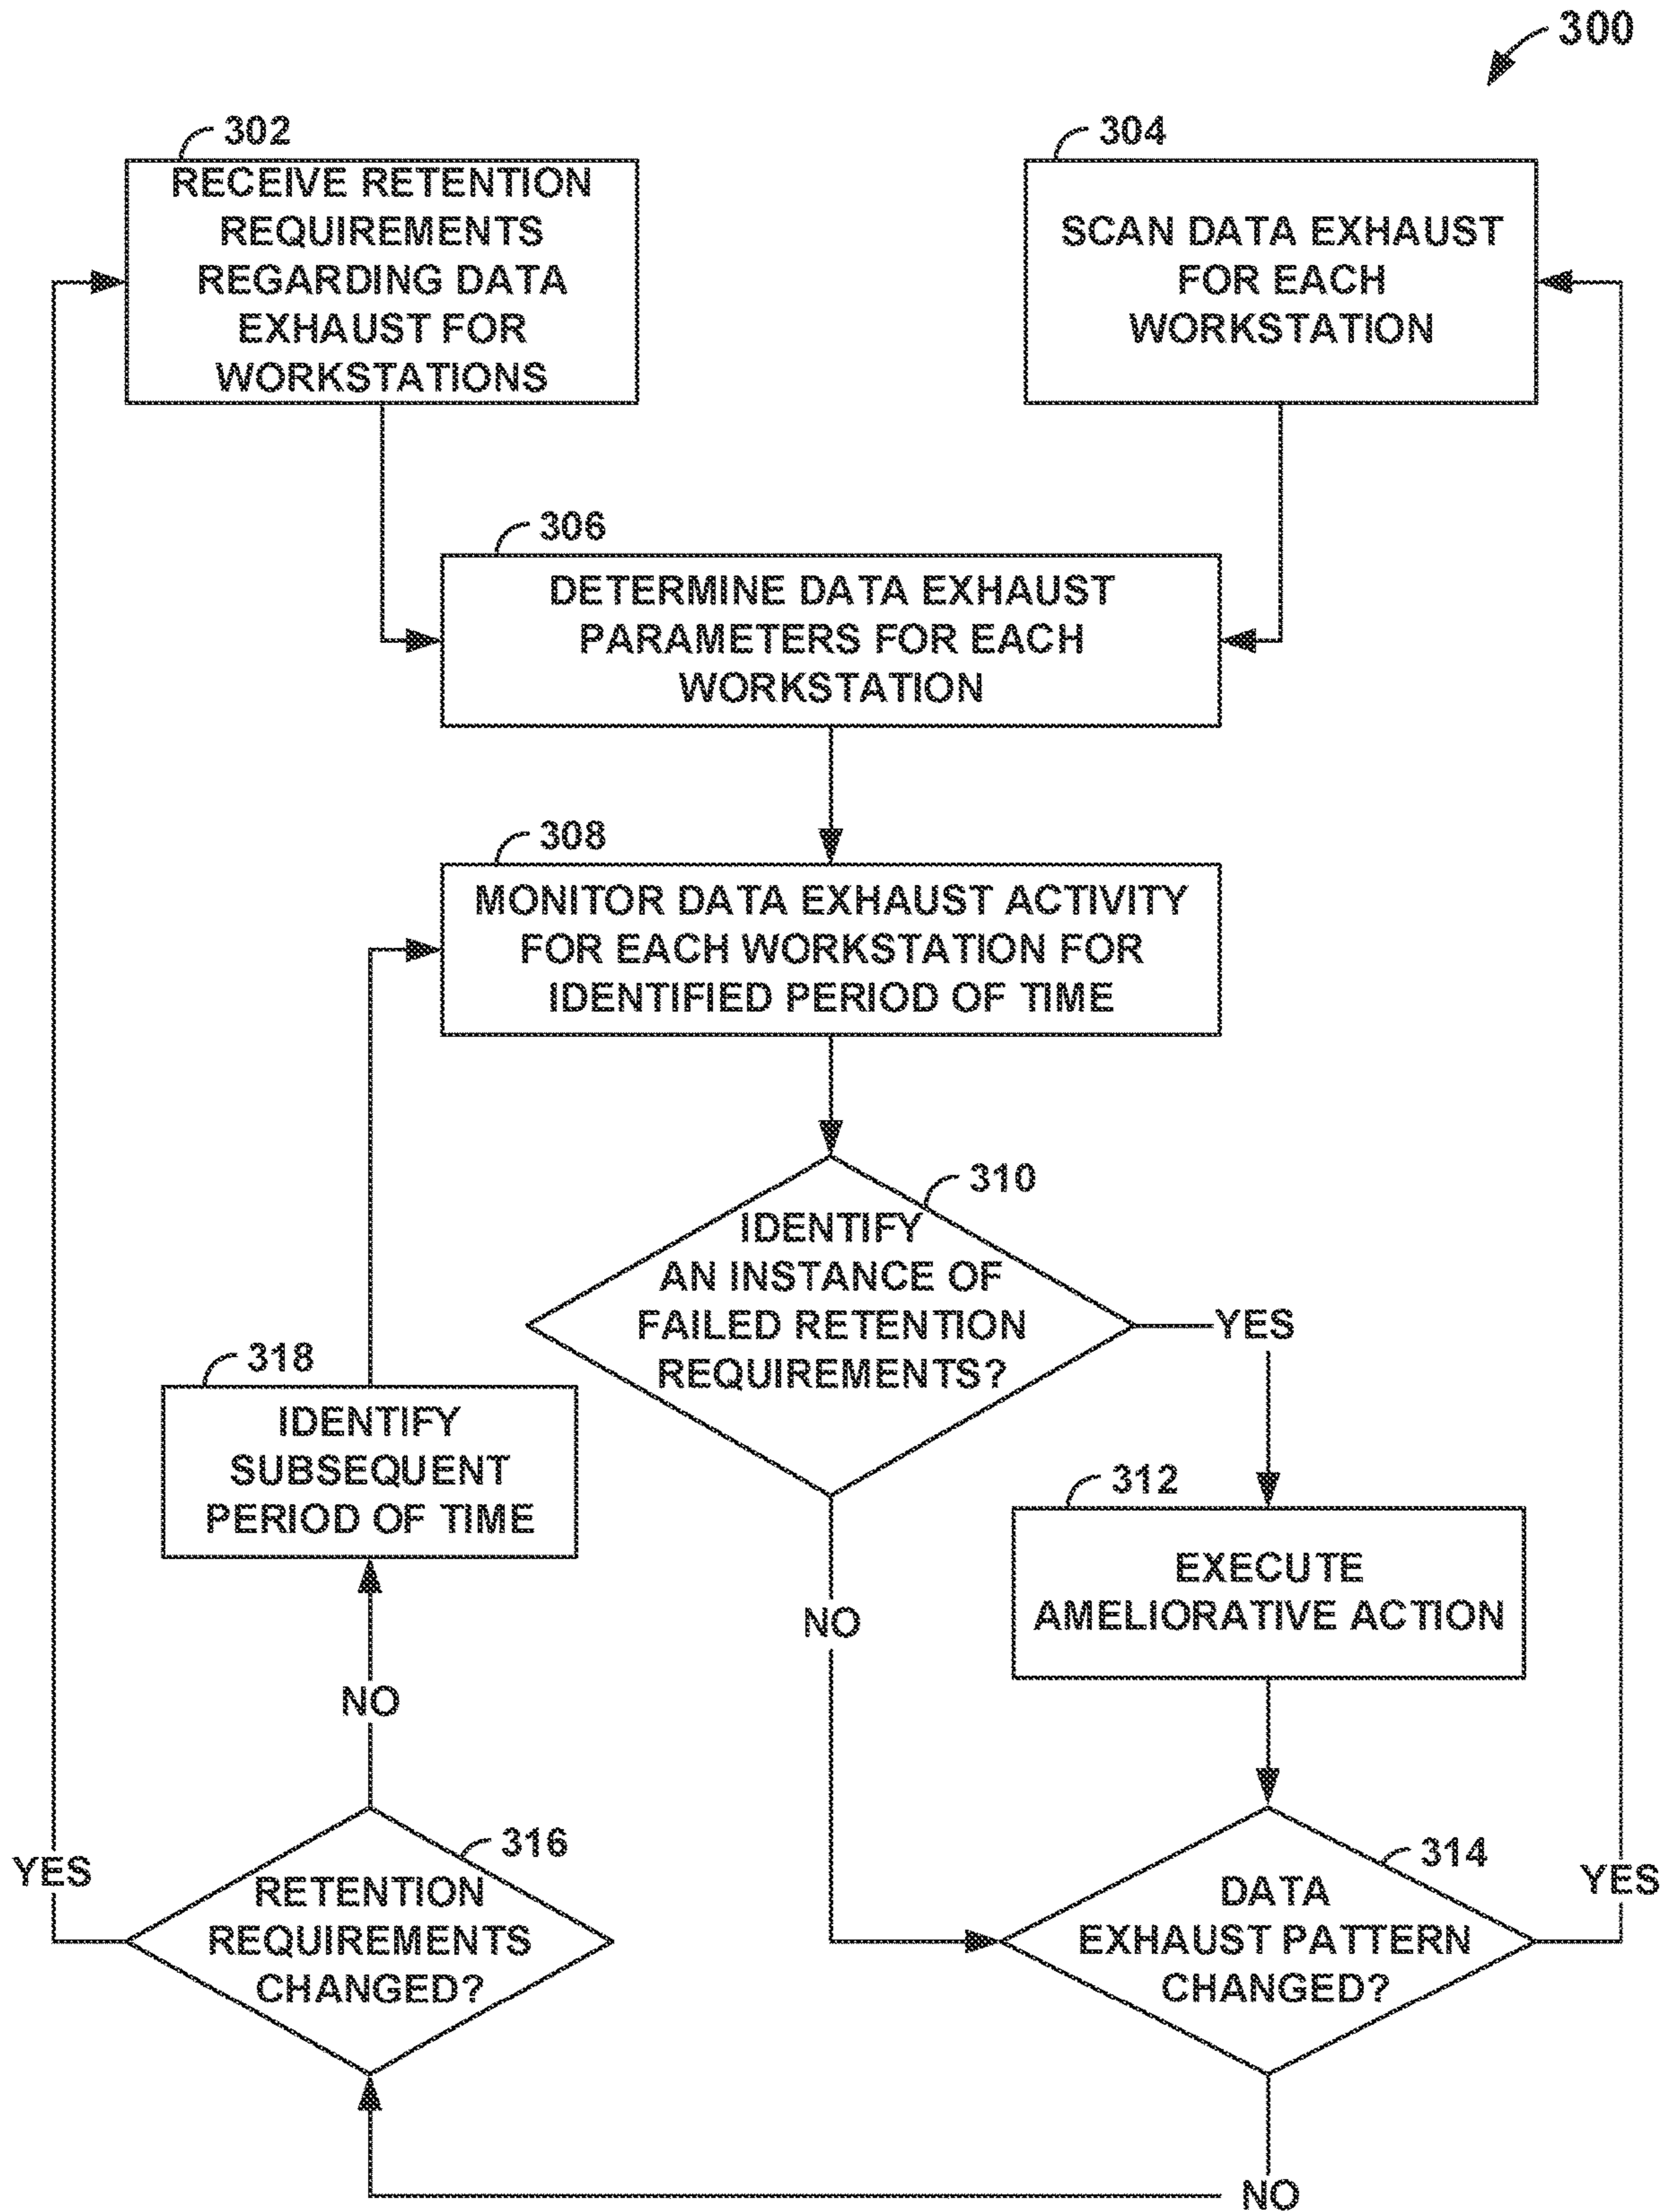 300
302
RECEIVE RETENTION
REQUIREMENTS
REGARDING DATA
EXHAUST FOR
WORKSTATIONS
304
SCAN DATA EXHAUST
FOR EACH
WORKSTATION
306
DETERMINE DATA EXHAUST
PARAMETERS FOR EACH
WORKSTATION
308
MONITOR DATA EXHAUST ACTIVITY
FOR EACH WORKSTATION FOR
IDENTIFIED PERIOD OF TIME
310
IDENTIFY
AN INSTANCE OF
FAILED RETENTION
REQUIREMENTS?
YES
NO
312
EXECUTE
AMELIORATIVE ACTION
314
DATA
EXHAUST PATTERN
CHANGED?
YES
NO
316
RETENTION
REQUIREMENTS
CHANGED?
YES
NO
318
IDENTIFY
SUBSEQUENT
PERIOD OF TIME